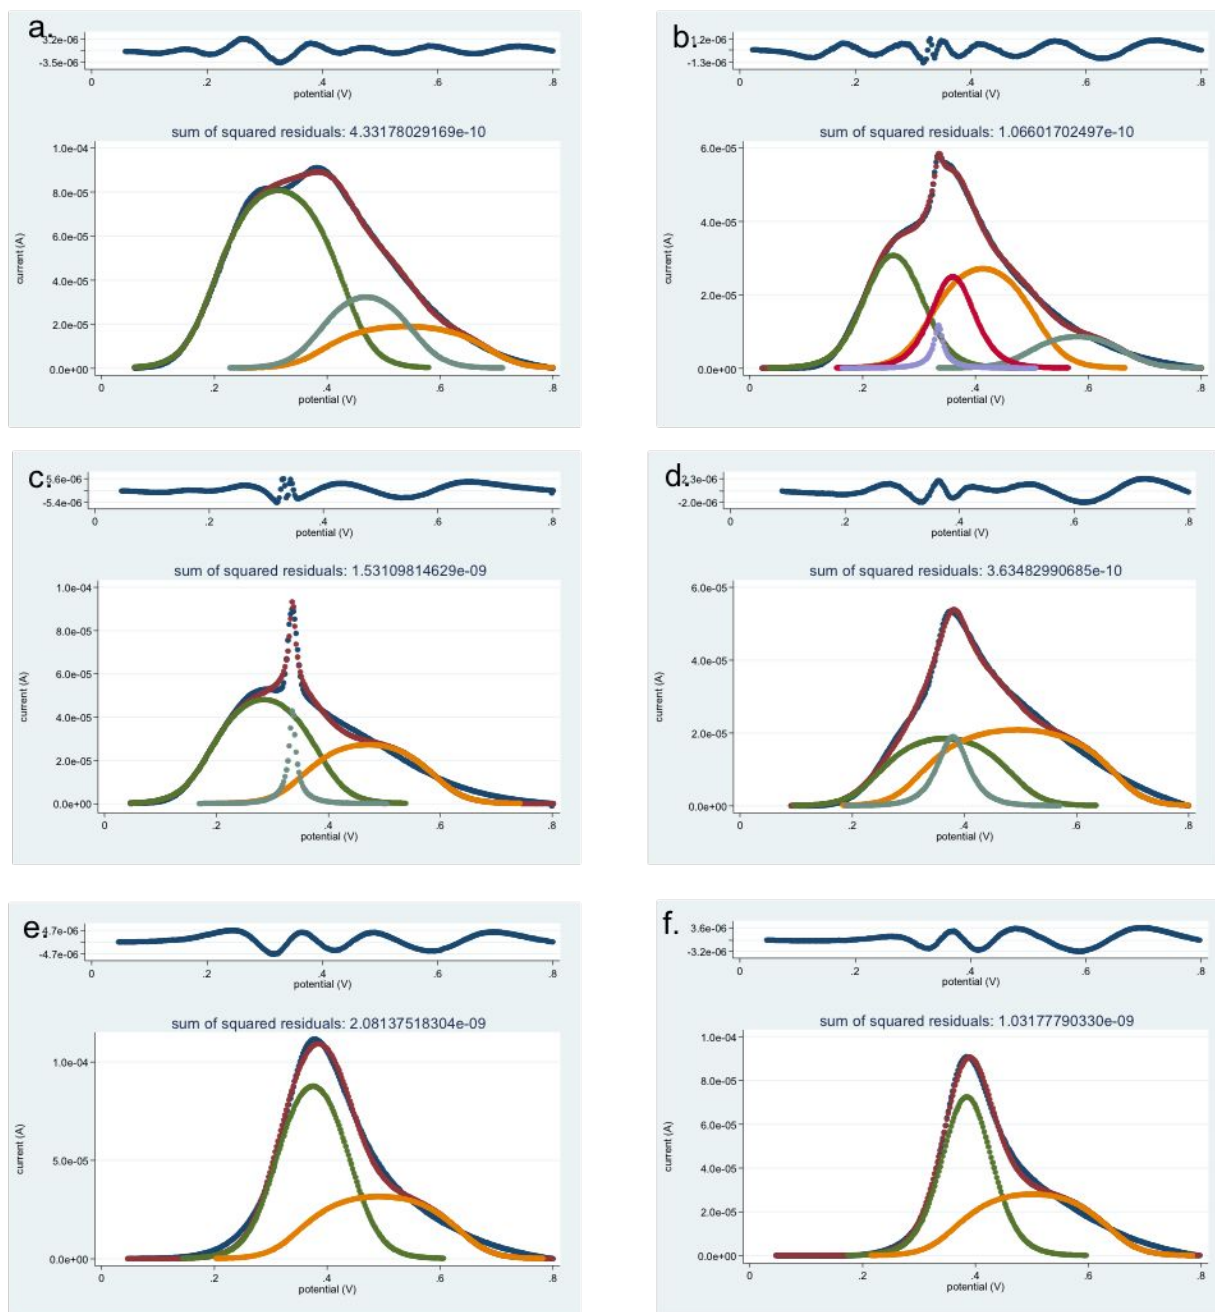 a.
3.2e-06
-3.5e-06
0 .2 .4 .6 .8
potential (V)
sum of squared residuals: 4.33178029169e-10
1.0e-04
8.0e-05
6.0e-05
4.0e-05
2.0e-05
0.0e+00
current (A)
0 .2 .4 .6 .8
potential (V)
b.
1.2e-06
-1.3e-06
0 .2 .4 .6 .8
potential (V)
sum of squared residuals: 1.06601702497e-10
6.0e-05
4.0e-05
2.0e-05
0.0e+00
current (A)
0 .2 .4 .6 .8
potential (V)
c.
5.6e-06
-5.4e-06
0 .2 .4 .6 .8
potential (V)
sum of squared residuals: 1.53109814629e-09
1.0e-04
8.0e-05
6.0e-05
4.0e-05
2.0e-05
0.0e+00
current (A)
0 .2 .4 .6 .8
potential (V)
d.
2.3e-06
-2.0e-06
0 .2 .4 .6 .8
potential (V)
sum of squared residuals: 3.63482990685e-10
6.0e-05
4.0e-05
2.0e-05
0.0e+00
current (A)
0 .2 .4 .6 .8
potential (V)
e.
4.7e-06
-4.7e-06
0 .2 .4 .6 .8
potential (V)
sum of squared residuals: 2.08137518304e-09
1.0e-04
5.0e-05
0.0e+00
current (A)
0 .2 .4 .6 .8
potential (V)
f.
3.6e-06
-3.2e-06
0 .2 .4 .6 .8
potential (V)
sum of squared residuals: 1.03177790330e-09
1.0e-04
8.0e-05
6.0e-05
4.0e-05
2.0e-05
0.0e+00
current (A)
0 .2 .4 .6 .8
potential (V)